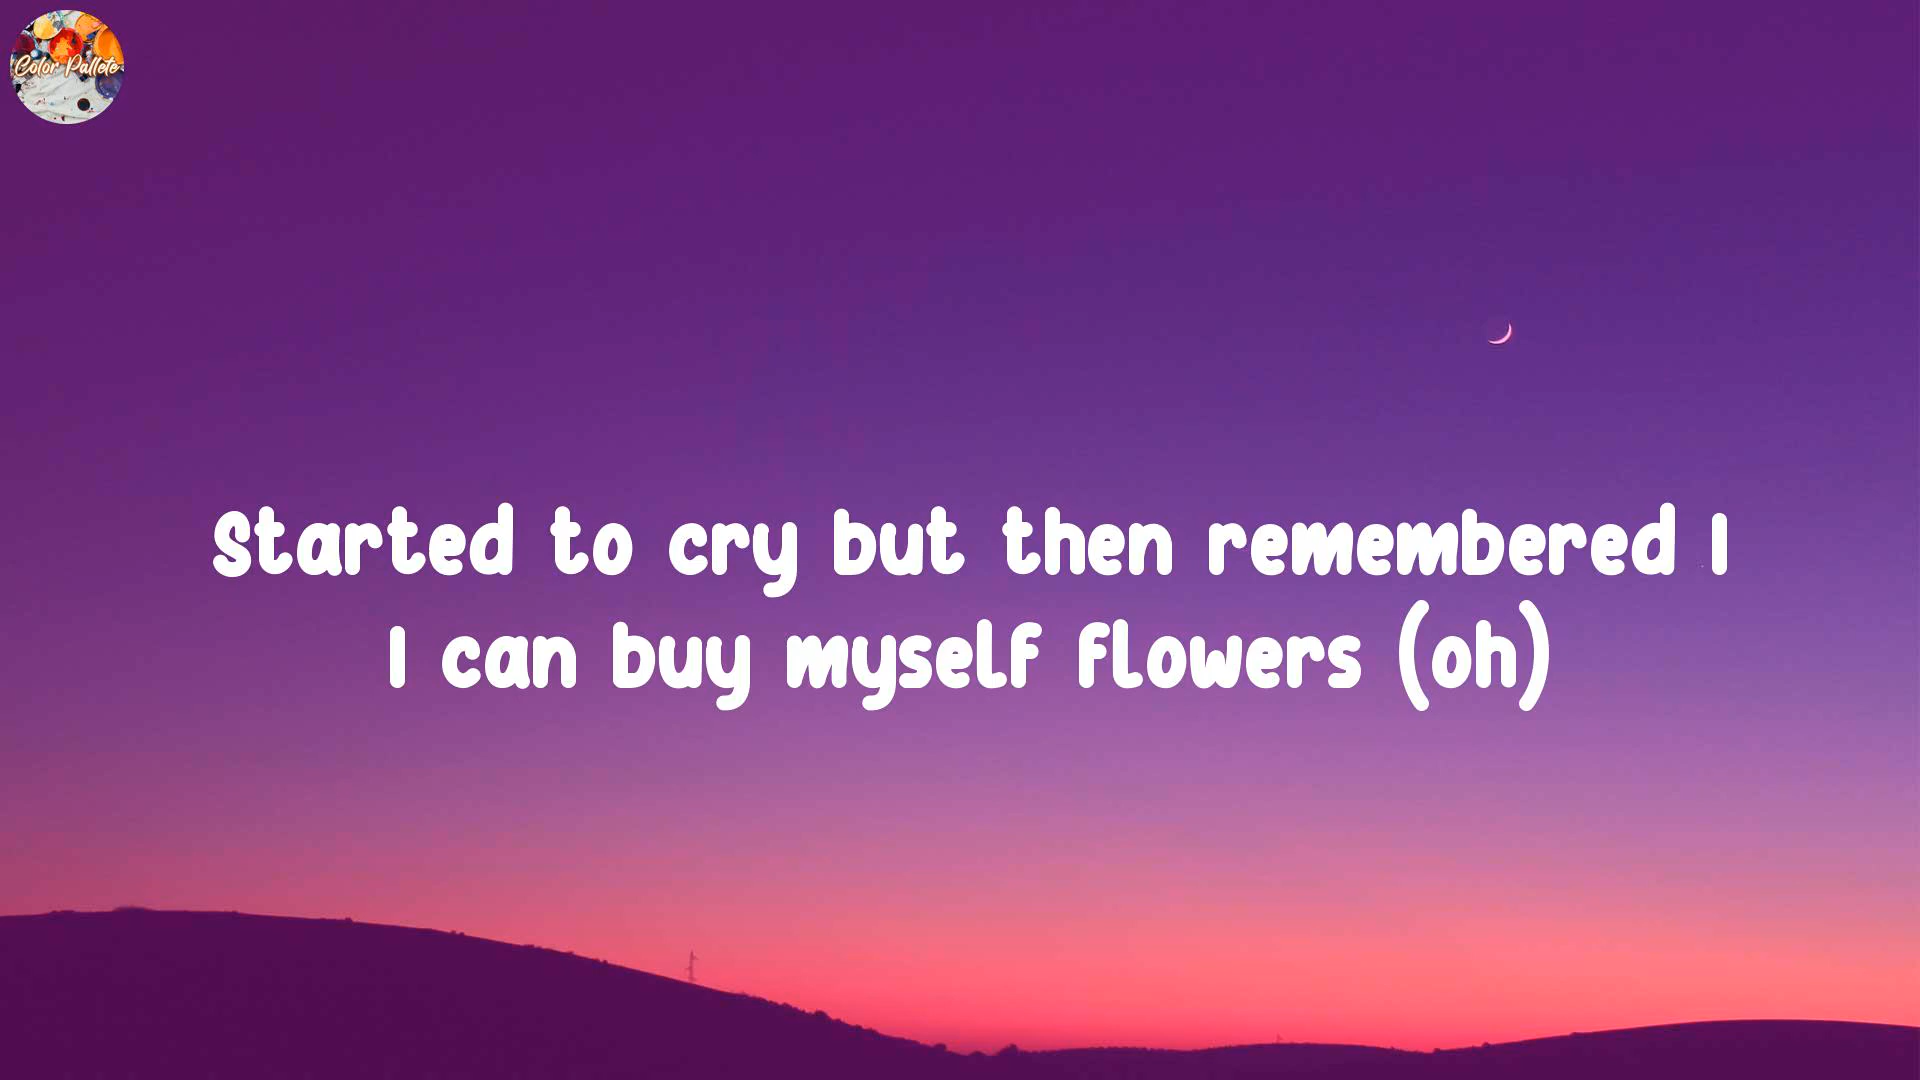 Color Pallete
Started to cry but then remembered I
I can buy myself flowers (oh)